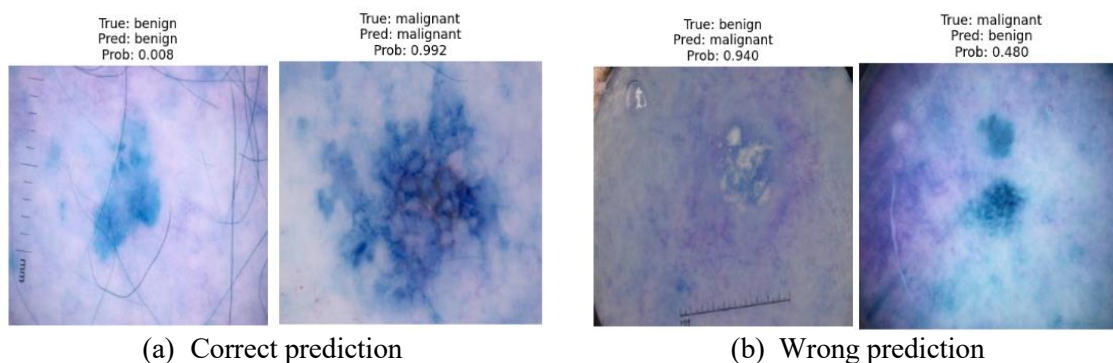 True: benign
Pred: benign
Prob: 0.008
True: malignant
Pred: malignant
Prob: 0.992
True: benign
Pred: malignant
Prob: 0.940
True: malignant
Pred: benign
Prob: 0.480
mm
(a) Correct prediction
(b) Wrong prediction